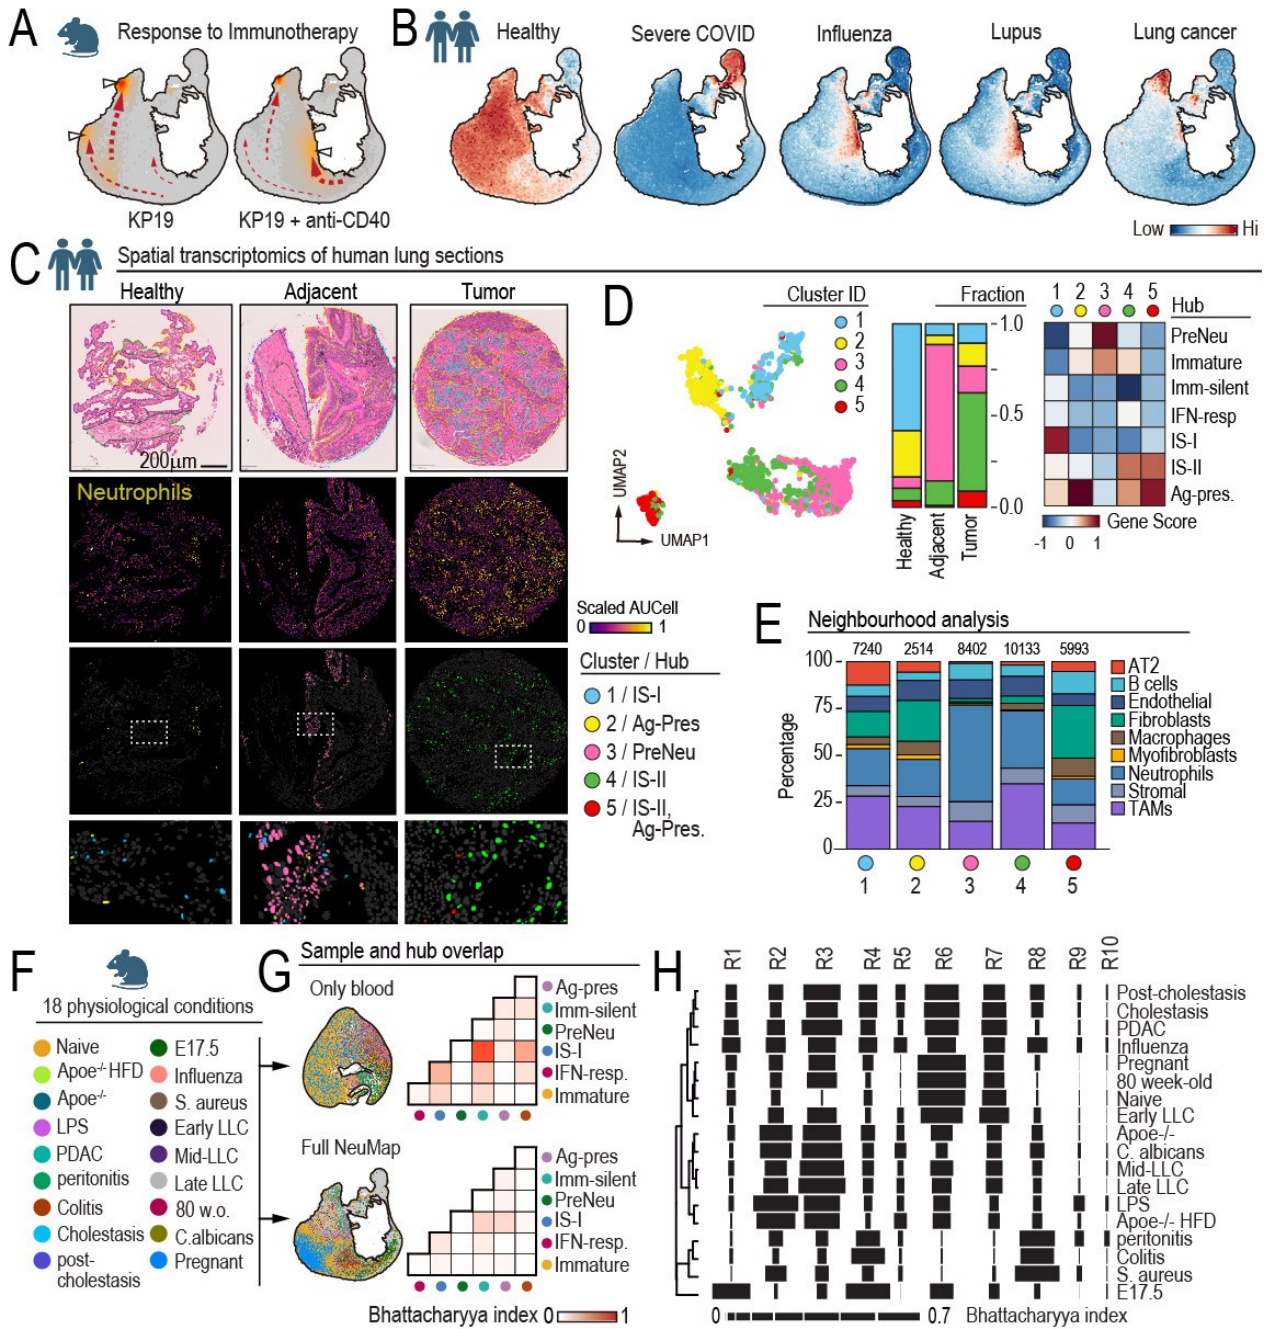 A
Response to Immunotherapy
KP19
KP19 + anti-CD40
B
Healthy
Severe COVID
Influenza
Lupus
Lung cancer
Low
Hi
C
Spatial transcriptomics of human lung sections
Healthy
Adjacent
Tumor
200µm
Neutrophils
Scaled AUCell
0
1
Cluster / Hub
1 / IS-I
2 / Ag-Pres
3 / PreNeu
4 / IS-II
5 / IS-II,
Ag-Pres.
D
Cluster ID
1
2
3
4
5
UMAP2
UMAP1
Fraction
1.0
0.5
0.0
Healthy
Adjacent
Tumor
1 2 3 4 5
Hub
PreNeu
Immature
Imm-silent
IFN-resp
IS-I
IS-II
Ag-pres.
Gene Score
-1 0 1
E
Neighbourhood analysis
7240 2514 8402 10133 5993
100
75
50
25
0
Percentage
1 2 3 4 5
AT2
B cells
Endothelial
Fibroblasts
Macrophages
Myofibroblasts
Neutrophils
Stromal
TAMs
F
18 physiological conditions
Naive
Apoe-/- HFD
Apoe-/-
LPS
PDAC
peritonitis
Colitis
Cholestasis
post-
cholestasis
E17.5
Influenza
S. aureus
Early LLC
Mid-LLC
Late LLC
80 w.o.
C.albicans
Pregnant
G
Sample and hub overlap
Only blood
Ag-pres
Imm-silent
PreNeu
IS-I
IFN-resp.
Immature
Full NeuMap
Ag-pres
Imm-silent
PreNeu
IS-I
IFN-resp.
Immature
Bhattacharyya index 0 1
H
R1 R2 R3 R4 R5 R6 R7 R8 R9 R10
Post-cholestasis
Cholestasis
PDAC
Influenza
Pregnant
80 week-old
Naive
Early LLC
Apoe-/-
C. albicans
Mid-LLC
Late LLC
LPS
Apoe-/- HFD
peritonitis
Colitis
S. aureus
E17.5
0 0.7 Bhattacharyya index